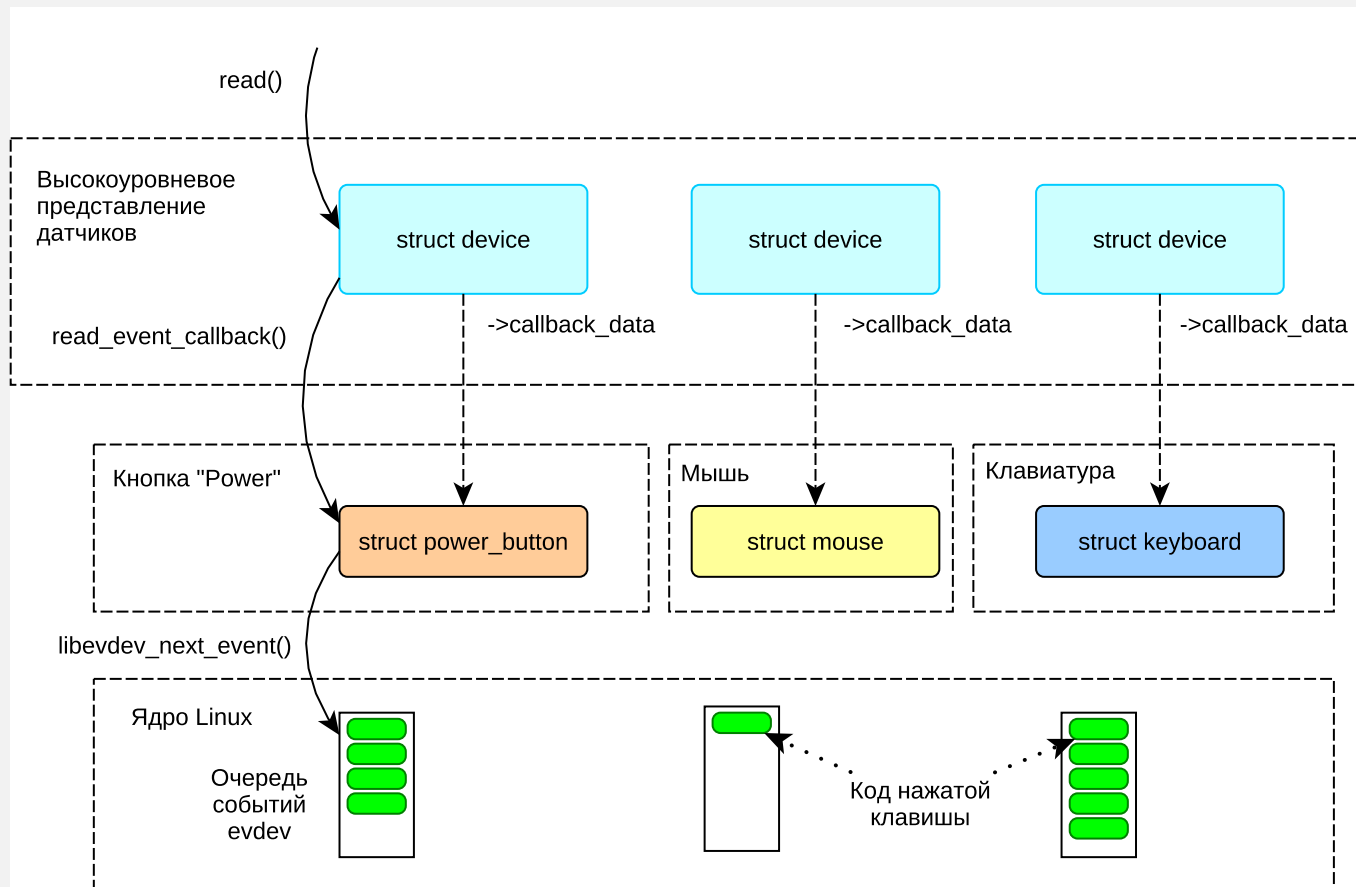 read()
Высокоуровневое
представление
датчиков
struct device
struct device
struct device
read_event_callback()
->callback_data
->callback_data
->callback_data
Кнопка "Power"
Мышь
Клавиатура
struct power_button
struct mouse
struct keyboard
libevdev_next_event()
Ядро Linux
Очередь
событий
evdev
Код нажатой
клавишы